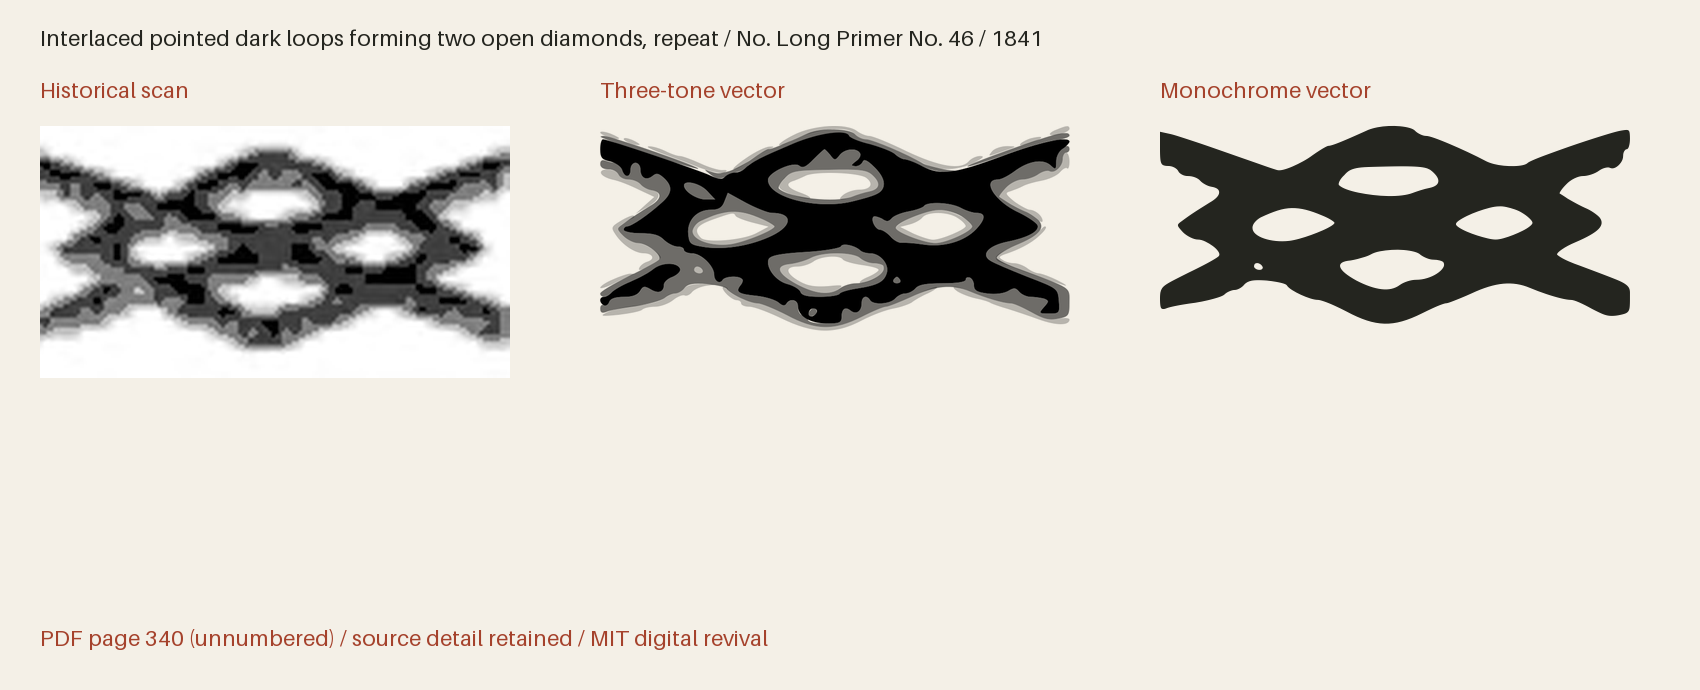 Interlaced pointed dark loops forming two open diamonds, repeat / No. Long Primer No. 46 / 1841
Historical scan
Three-tone vector
Monochrome vector
PDF page 340 (unnumbered) / source detail retained / MIT digital revival